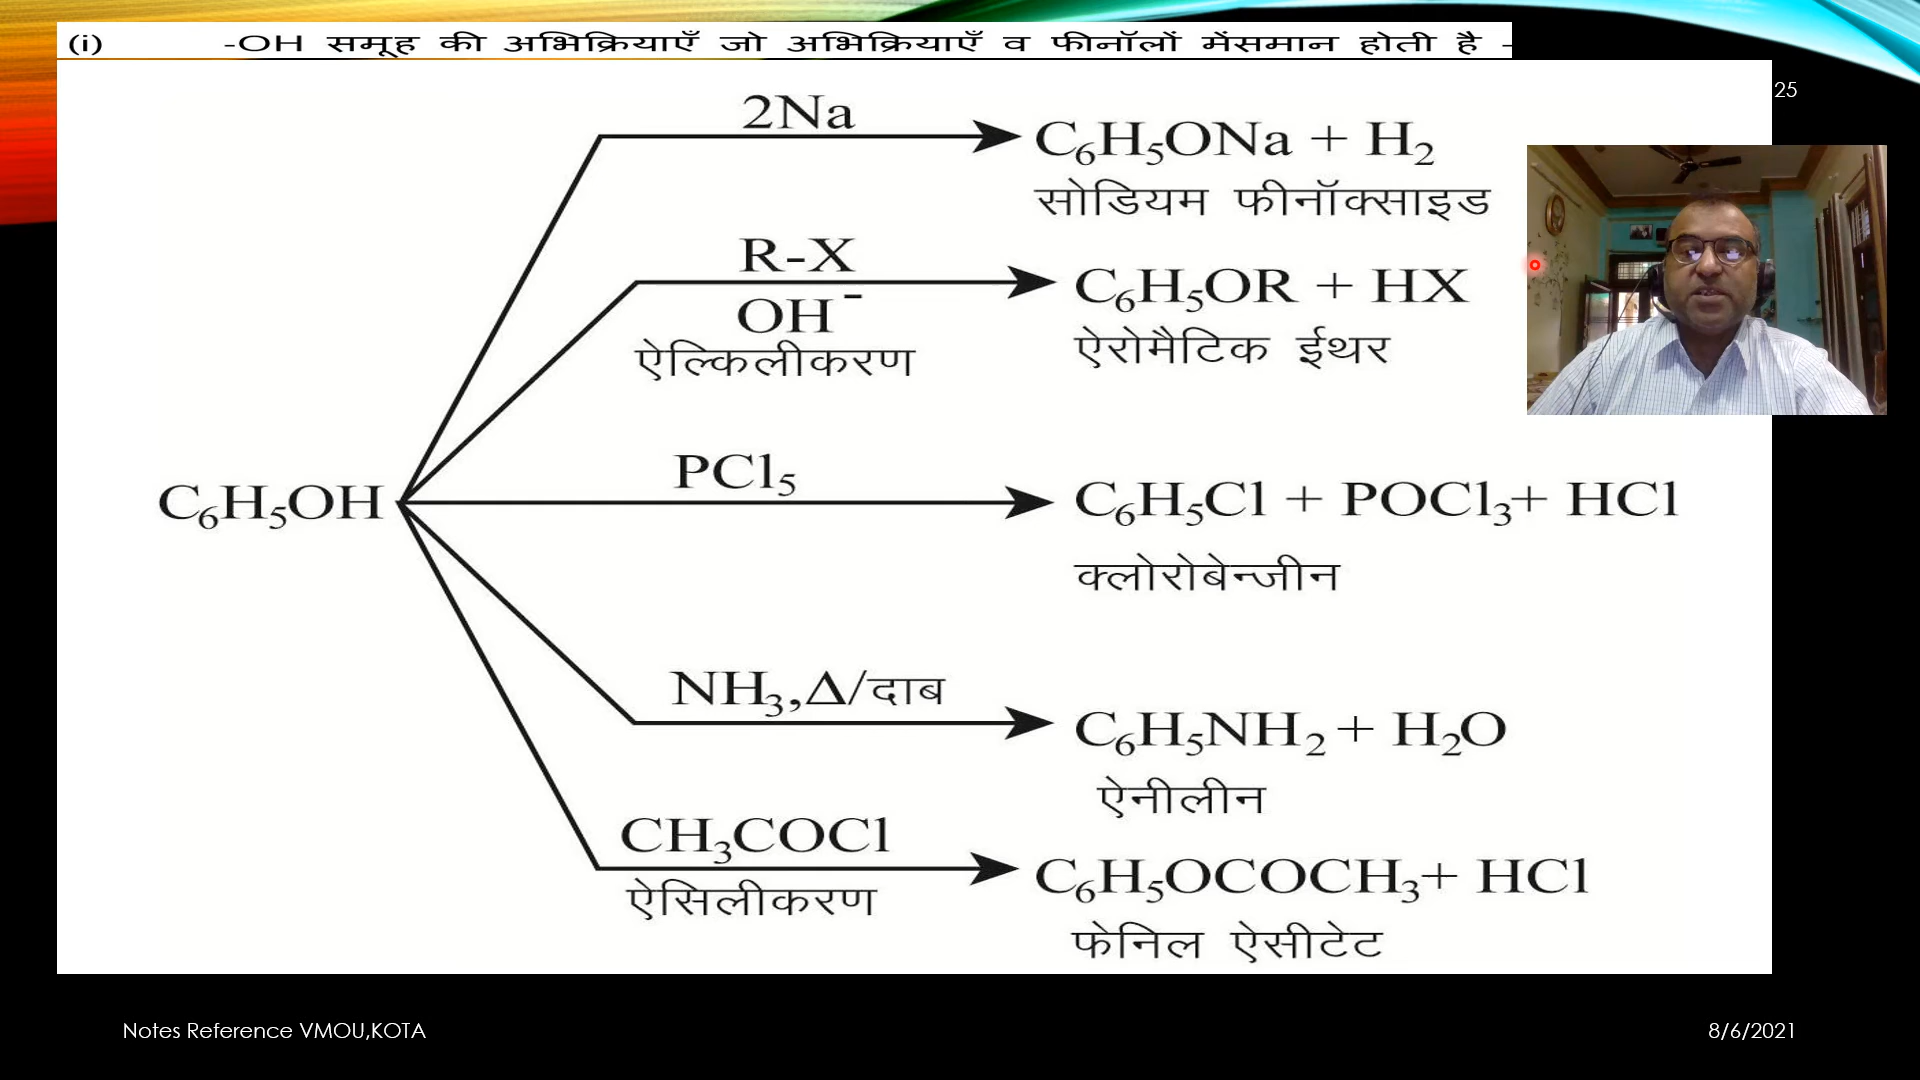 (i) -OH समूह की अभिक्रियाएँ जो अभिक्रियाएँ व फीनॉलों मेंसमान होती है -
25
2Na
C₆H₅ONa + H₂
सोडियम फीनॉक्साइड
R-X
OH⁻
ऐल्किलीकरण
C₆H₅OR + HX
ऐरोमैटिक ईथर
C₆H₅OH
PCl₅
C₆H₅Cl + POCl₃+ HCl
क्लोरोबेन्जीन
NH₃,Δ/दाब
C₆H₅NH₂ + H₂O
ऐनीलीन
CH₃COCl
ऐसिलीकरण
C₆H₅OCOCH₃+ HCl
फेनिल ऐसीटेट
Notes Reference VMOU,KOTA
8/6/2021